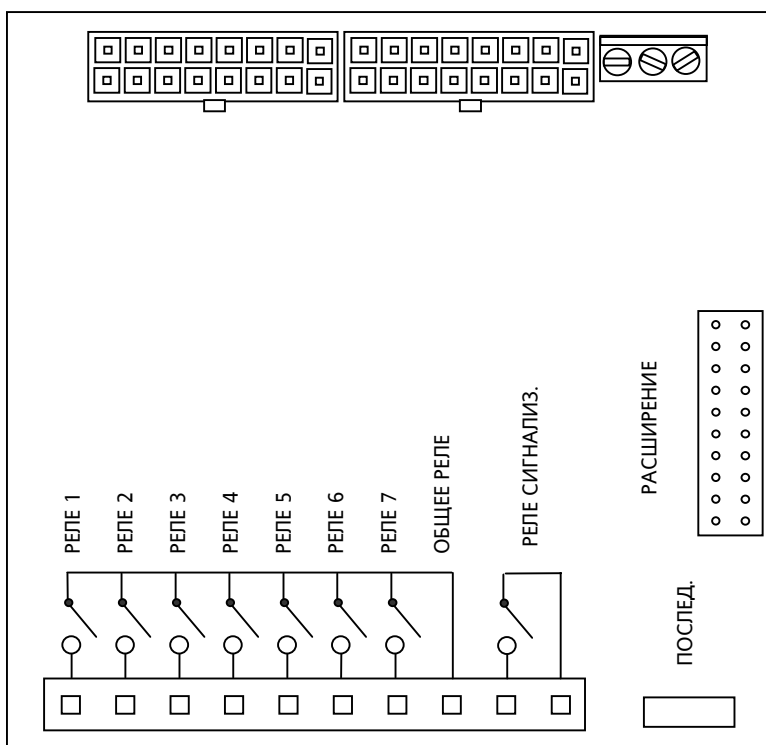 РЕЛЕ 1
РЕЛЕ 2
РЕЛЕ 3
РЕЛЕ 4
РЕЛЕ 5
РЕЛЕ 6
РЕЛЕ 7
ОБЩЕЕ РЕЛЕ
РЕЛЕ СИГНАЛИЗ.
РАСШИРЕНИЕ
ПОСЛЕД.